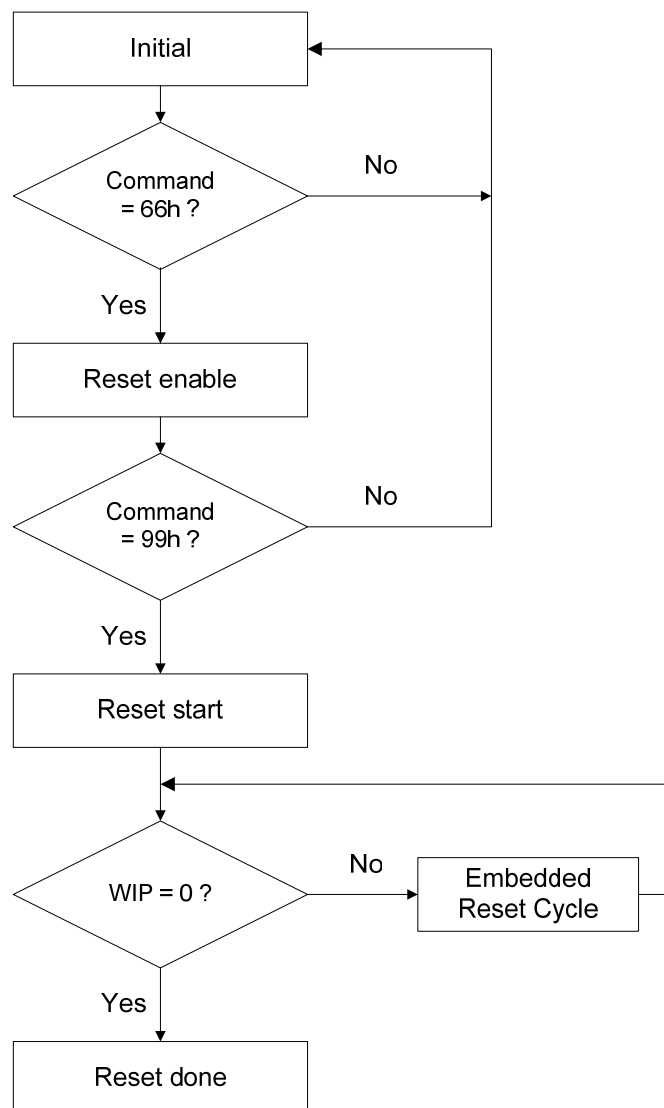 Initial
Command
= 66h ?
No
Yes
Reset enable
Command
= 99h ?
No
Yes
Reset start
WIP = 0 ?
No
Embedded
Reset Cycle
Yes
Reset done